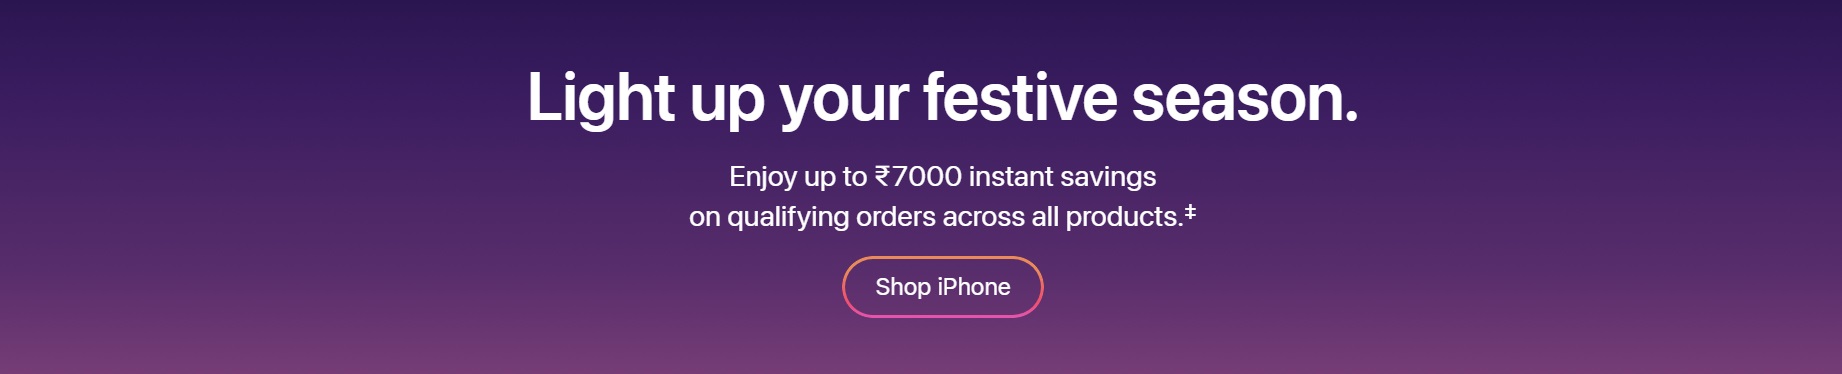 Light up your festive season.
Enjoy up to ₹7000 instant savings
on qualifying orders across all products.‡
Shop iPhone